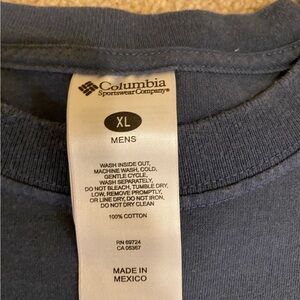 Columbia
Sportswear Company®
XL
MENS
WASH INSIDE OUT,
MACHINE WASH, COLD,
GENTLE CYCLE,
WASH SEPARATELY,
DO NOT BLEACH, TUMBLE DRY,
LOW, REMOVE PROMPTLY,
OR LINE DRY, DO NOT IRON,
DO NOT DRY CLEAN
100% COTTON
RN 69724
CA 05367
MADE IN
MEXICO